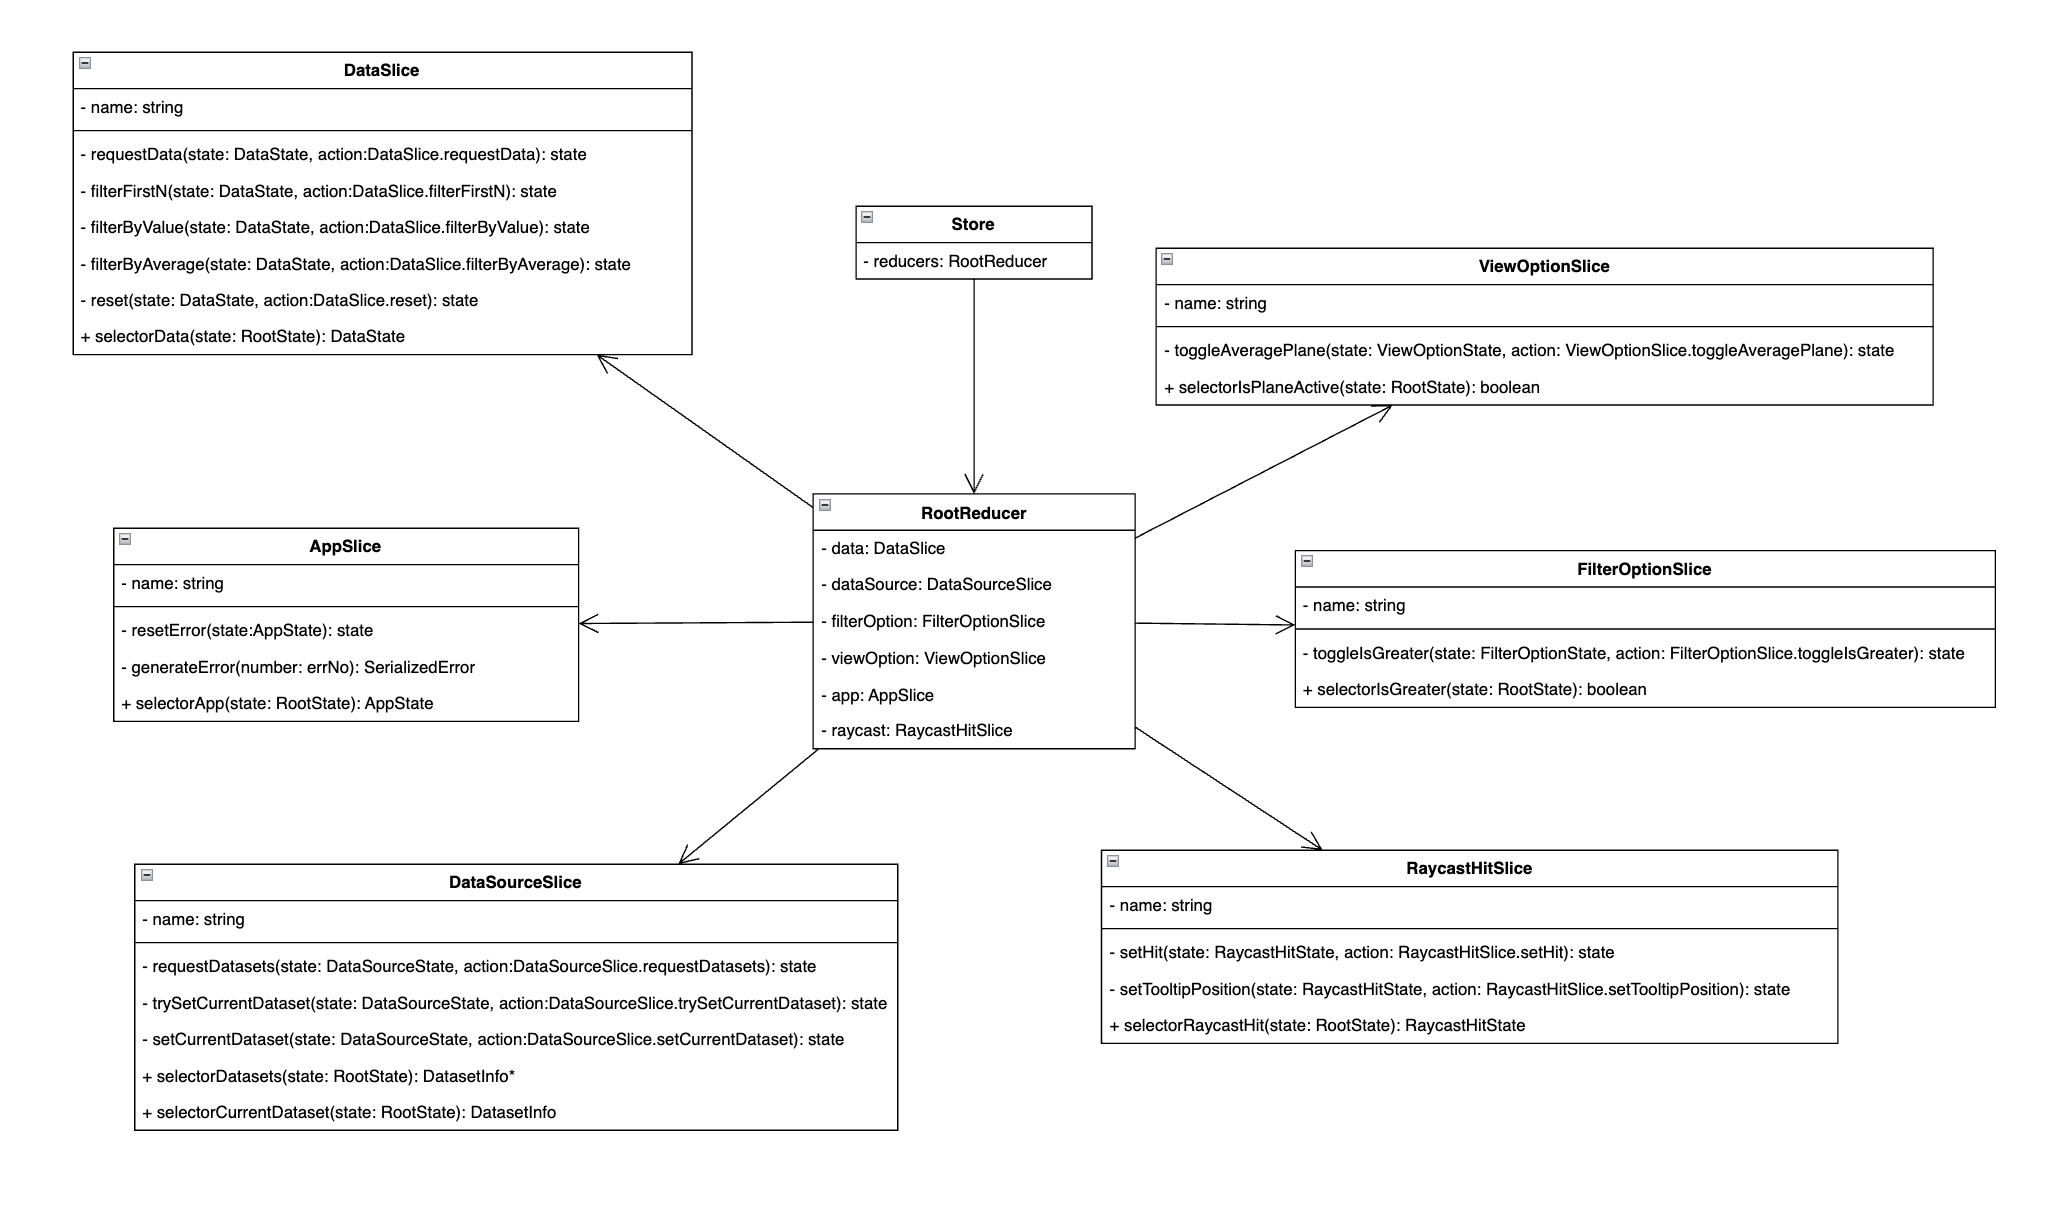 DataSlice
- name: string
- requestData(state: DataState, action:DataSlice.requestData): state
- filterFirstN(state: DataState, action:DataSlice.filterFirstN): state
- filterByValue(state: DataState, action:DataSlice.filterByValue): state
- filterByAverage(state: DataState, action:DataSlice.filterByAverage): state
- reset(state: DataState, action:DataSlice.reset): state
+ selectorData(state: RootState): DataState
Store
- reducers: RootReducer
ViewOptionSlice
- name: string
- toggleAveragePlane(state: ViewOptionState, action: ViewOptionSlice.toggleAveragePlane): state
+ selectorIsPlaneActive(state: RootState): boolean
RootReducer
- data: DataSlice
- dataSource: DataSourceSlice
- filterOption: FilterOptionSlice
- viewOption: ViewOptionSlice
- app: AppSlice
- raycast: RaycastHitSlice
AppSlice
- name: string
- resetError(state:AppState): state
- generateError(number: errNo): SerializedError
+ selectorApp(state: RootState): AppState
FilterOptionSlice
- name: string
- toggleIsGreater(state: FilterOptionState, action: FilterOptionSlice.toggleIsGreater): state
+ selectorIsGreater(state: RootState): boolean
DataSourceSlice
- name: string
- requestDatasets(state: DataSourceState, action:DataSourceSlice.requestDatasets): state
- trySetCurrentDataset(state: DataSourceState, action:DataSourceSlice.trySetCurrentDataset): state
- setCurrentDataset(state: DataSourceState, action:DataSourceSlice.setCurrentDataset): state
+ selectorDatasets(state: RootState): DatasetInfo*
+ selectorCurrentDataset(state: RootState): DatasetInfo
RaycastHitSlice
- name: string
- setHit(state: RaycastHitState, action: RaycastHitSlice.setHit): state
- setTooltipPosition(state: RaycastHitState, action: RaycastHitSlice.setTooltipPosition): state
+ selectorRaycastHit(state: RootState): RaycastHitState